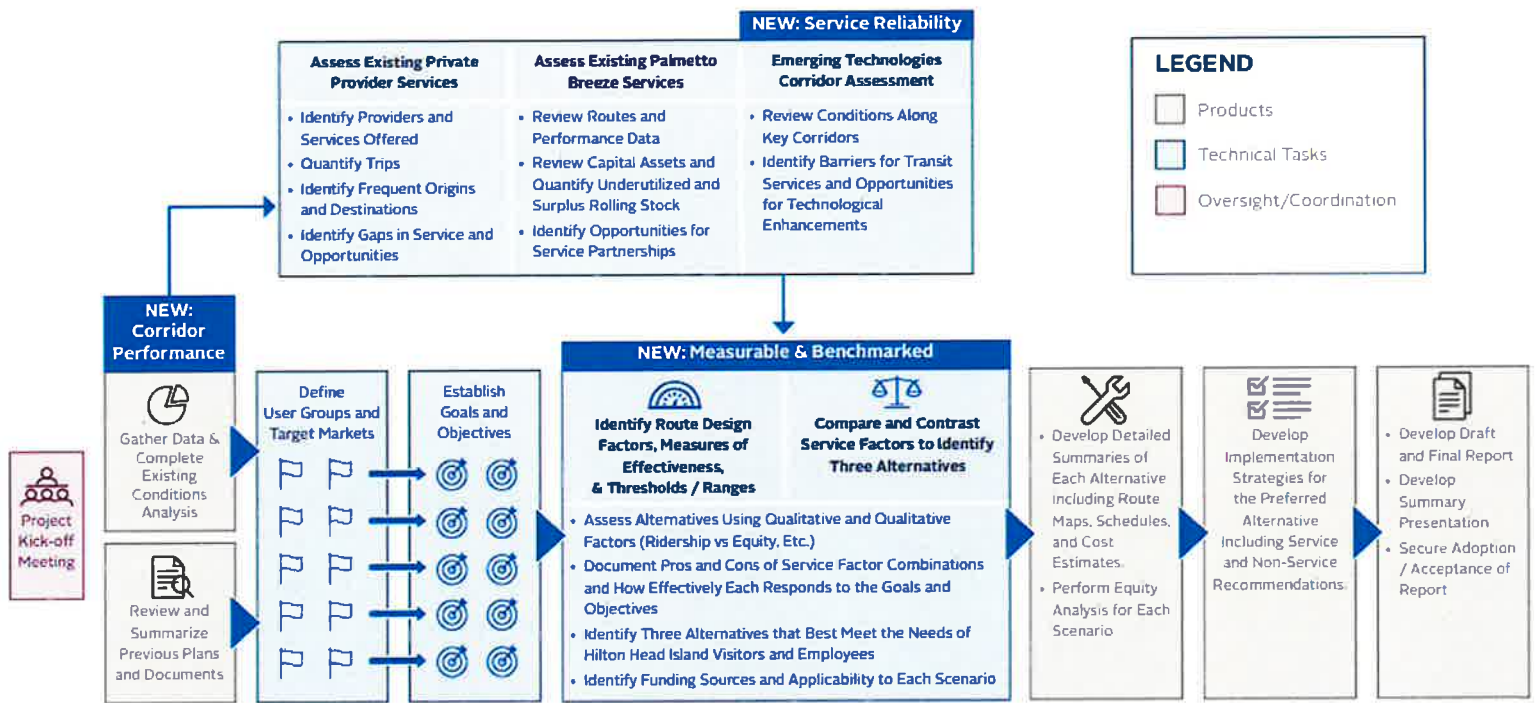 NEW: Service Reliability
Assess Existing Private
Provider Services
• Identify Providers and
Services Offered
• Quantify Trips
• Identify Frequent Origins
and Destinations
• Identify Gaps in Service and
Opportunities
Assess Existing Palmetto
Breeze Services
• Review Routes and
Performance Data
• Review Capital Assets and
Quantify Underutilized and
Surplus Rolling Stock
• Identify Opportunities for
Service Partnerships
Emerging Technologies
Corridor Assessment
• Review Conditions Along
Key Corridors
• Identify Barriers for Transit
Services and Opportunities
for Technological
Enhancements
LEGEND
Products
Technical Tasks
Oversight/Coordination
Project
Kick-off
Meeting
NEW:
Corridor
Performance
Gather Data &
Complete
Existing
Conditions
Analysis
Review and
Summarize
Previous Plans
and Documents
Define
User Groups and
Target Markets
Establish
Goals and
Objectives
NEW: Measurable & Benchmarked
Identify Route Design
Factors, Measures of
Effectiveness,
& Thresholds / Ranges
Compare and Contrast
Service Factors to Identify
Three Alternatives
• Assess Alternatives Using Qualitative and Qualitative
Factors (Ridership vs Equity, Etc.)
• Document Pros and Cons of Service Factor Combinations
and How Effectively Each Responds to the Goals and
Objectives
• Identify Three Alternatives that Best Meet the Needs of
Hilton Head Island Visitors and Employees
• Identify Funding Sources and Applicability to Each Scenario
• Develop Detailed
Summaries of
Each Alternative
Including Route
Maps, Schedules,
and Cost
Estimates.
• Perform Equity
Analysis for Each
Scenario
Develop
Implementation
Strategies for
the Preferred
Alternative
Including Service
and Non-Service
Recommendations.
• Develop Draft
and Final Report
• Develop
Summary
Presentation
• Secure Adoption
/ Acceptance of
Report